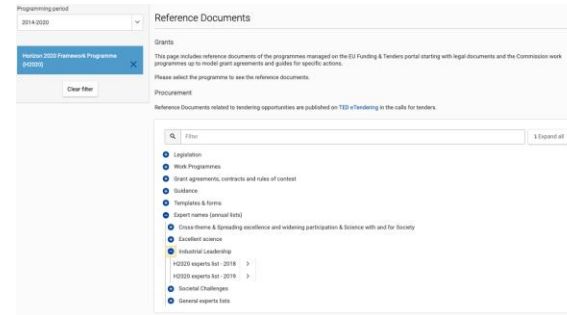 Programming period
2014-2020
Horizon 2020 Framework Programme
(H2020)
Clear filter
Reference Documents
Grants
This page includes reference documents of the programmes managed on the EU Funding & Tenders portal starting with legal documents and the Commission work
programmes up to model grant agreements and guides for specific actions.
Please select the programme to see the reference documents.
Procurement
Reference Documents related to tendering opportunities are published on TED eTendering in the calls for tenders.
Filter
Expand all
Legislation
Work Programmes
Grant agreements, contracts and rules of contest
Guidance
Templates & forms
Expert names (annual lists)
Cross-theme & Spreading excellence and widening participation & Science with and for Society
Excellent science
Industrial Leadership
H2020 experts list - 2018
H2020 experts list - 2019
Societal Challenges
General experts lists